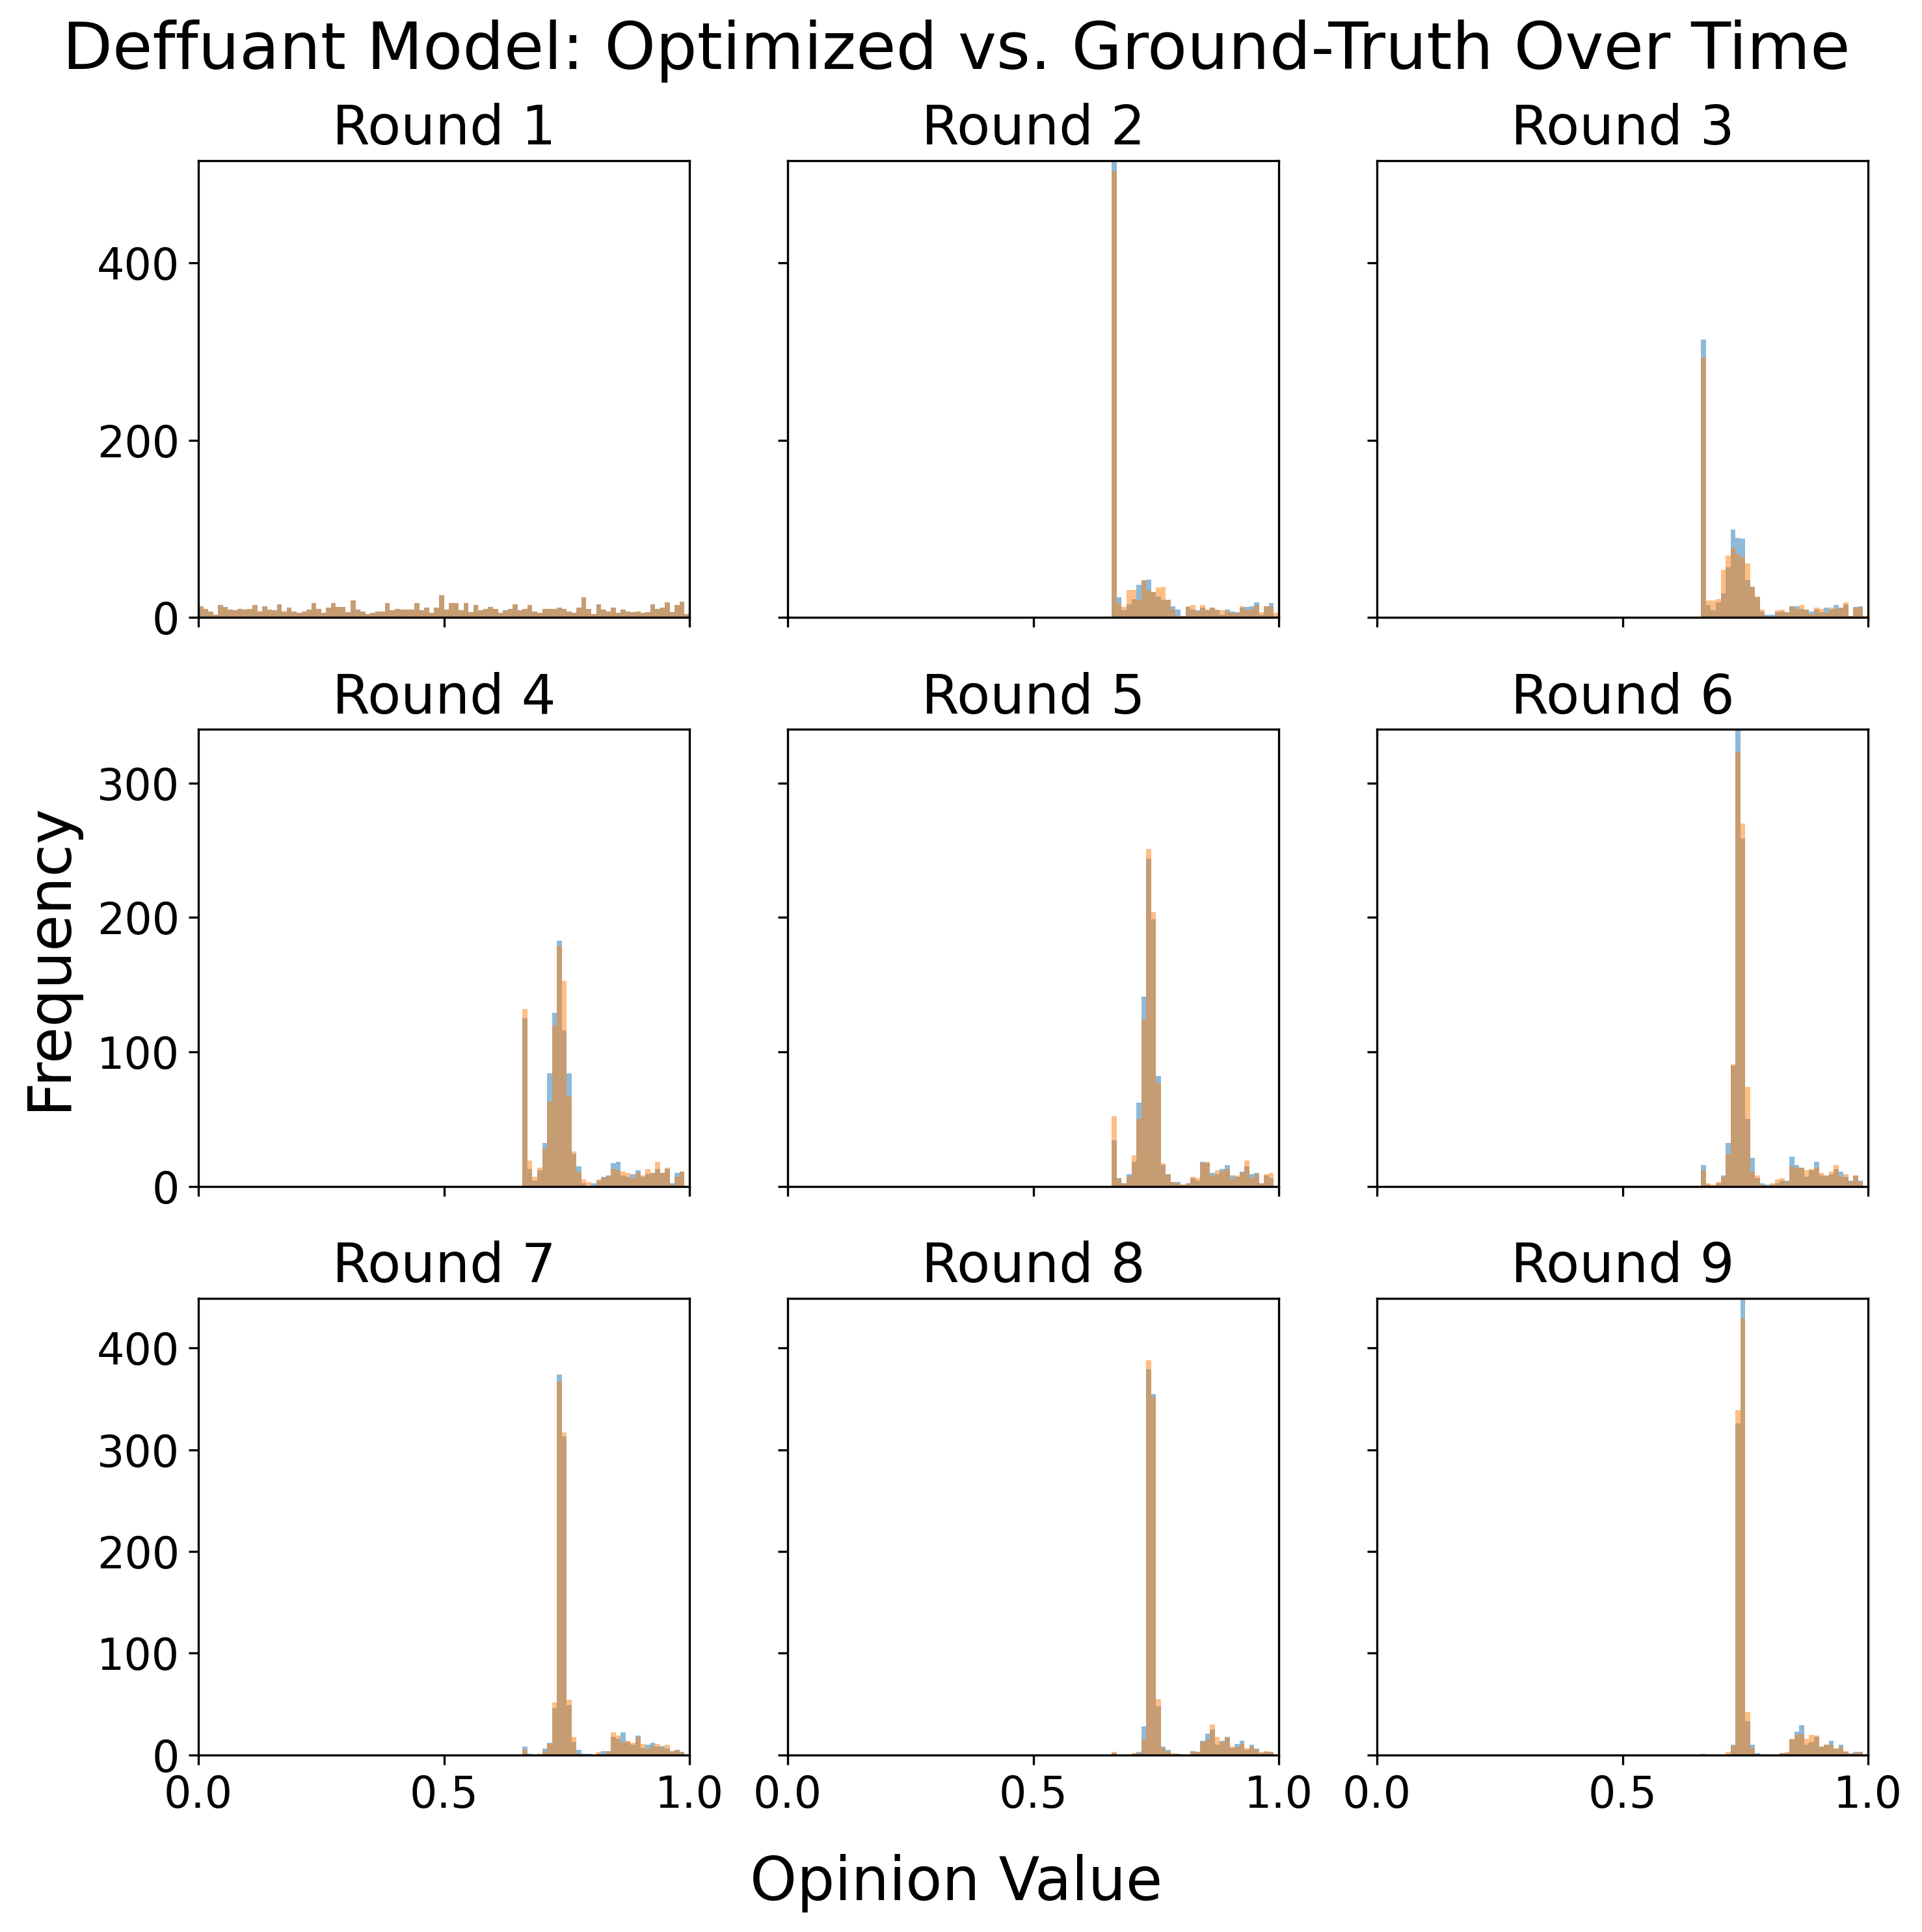 Deffuant Model: Optimized vs. Ground-Truth Over Time
Round 1 Round 2 Round 3
400
200
0
Round 4 Round 5 Round 6
300
200
100
0
Frequency
Round 7 Round 8 Round 9
400
300
200
100
0
0.0 0.5 1.0 0.0 0.5 1.0 0.0 0.5 1.0
Opinion Value